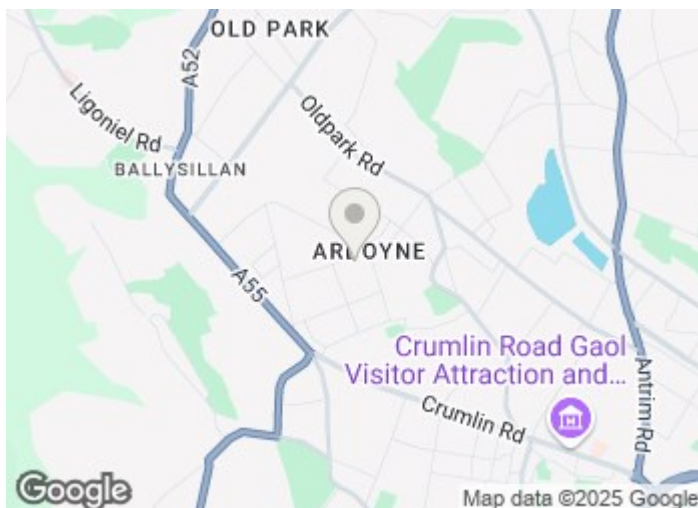 OLD PARK
A52
Ligoniel Rd
Oldpark Rd
BALLYSILLAN
ARDOYNE
A55
Crumlin Road Gaol
Visitor Attraction and...
Antrim Rd
Crumlin Rd
Google
Map data ©2025 Google